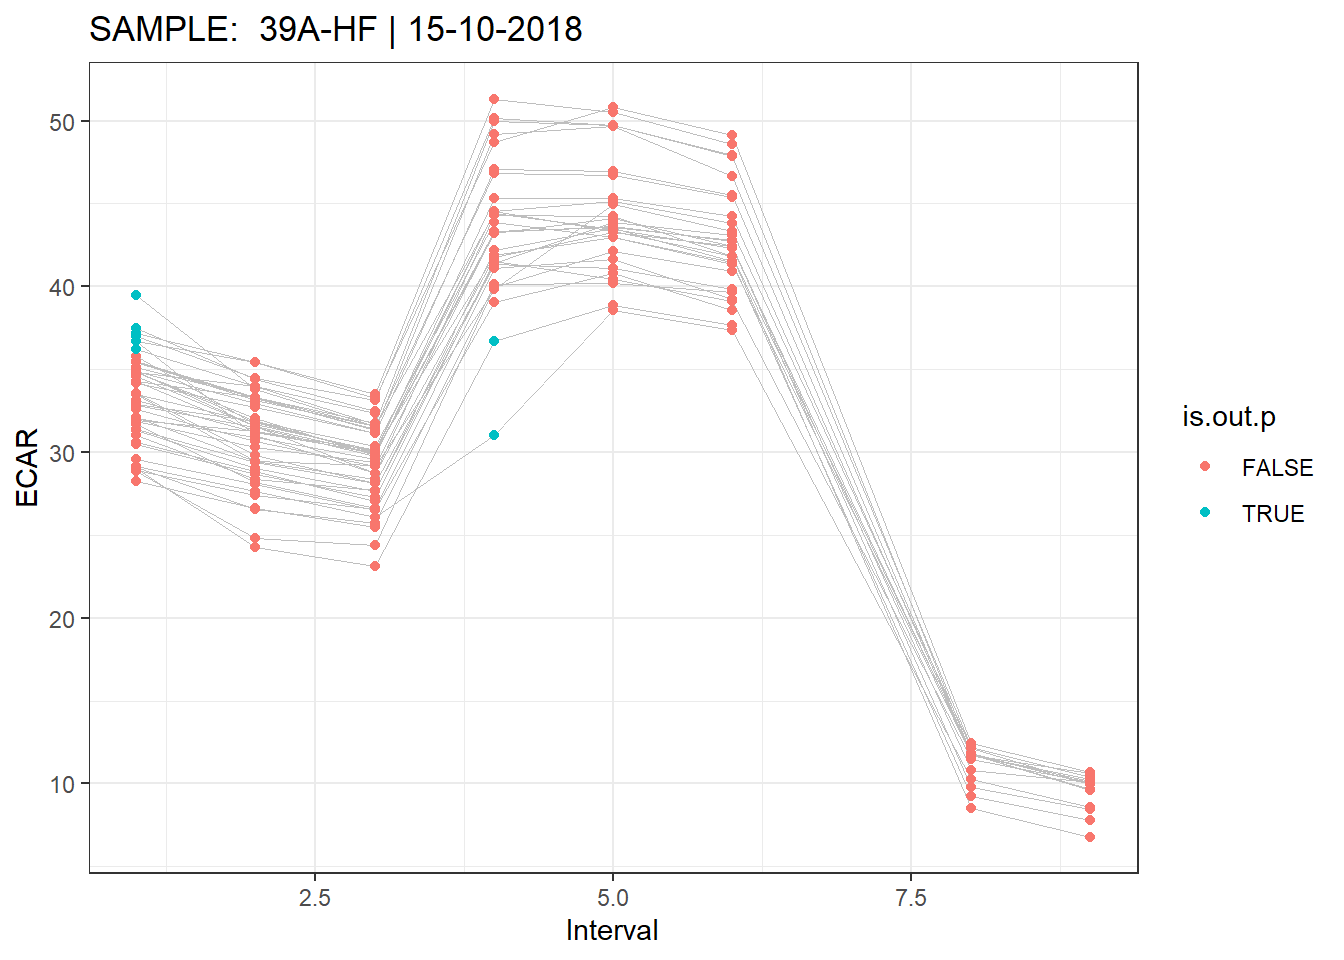 SAMPLE:  39A-HF | 15-10-2018
50
40
30
20
10
ECAR
2.5
5.0
7.5
Interval
is.out.p
FALSE
TRUE